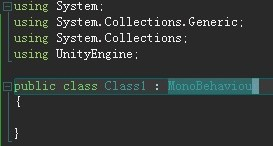 using System;
using System.Collections.Generic;
using System.Collections;
using UnityEngine;
public class Class1 : MonoBehaviou
{
}